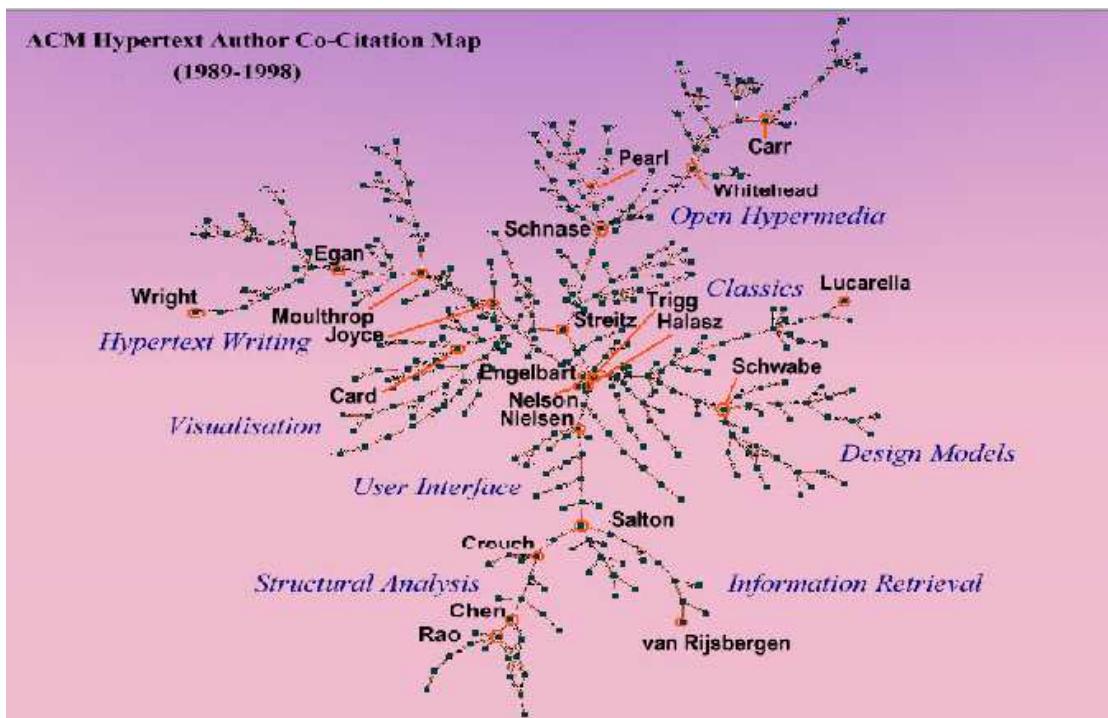 ACM Hypertext Author Co-Citation Map
(1989-1998)
Carr
Pearl
Whitehead
Open Hypermedia
Schnase
Egan
Wright
Moulthrop
Joyce
Hypertext Writing
Trigg
Classics
Lucarella
Halasz
Streitz
Engelbart
Schwabe
Card
Nelson
Nielsen
Visualisation
Design Models
User Interface
Salton
Crouch
Structural Analysis
Information Retrieval
Chen
Rao
van Rijsbergen